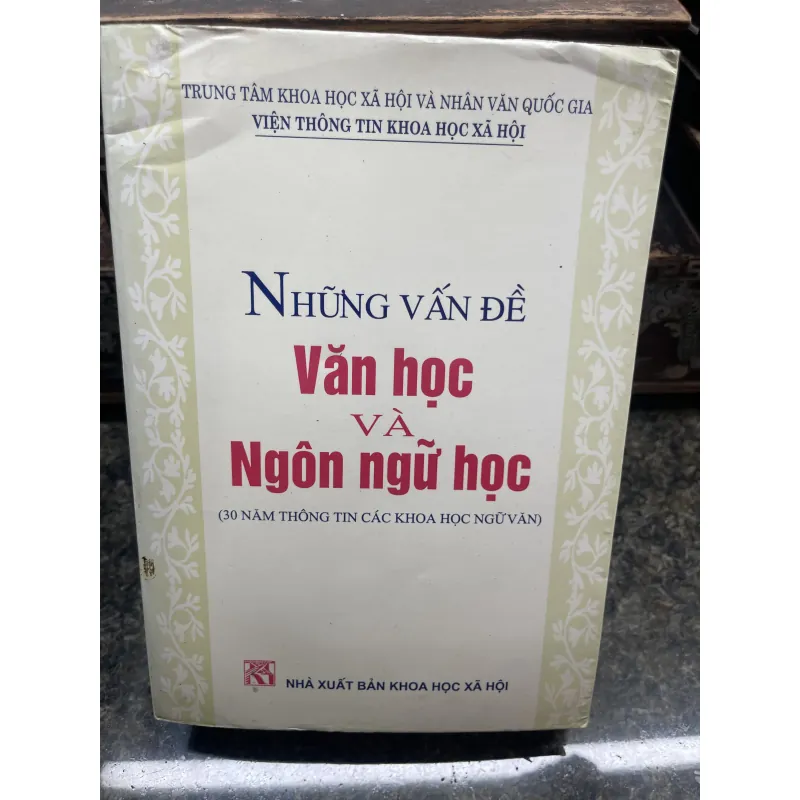 TRUNG TÂM KHOA HỌC XÃ HỘI VÀ NHÂN VĂN QUỐC GIA
VIỆN THÔNG TIN KHOA HỌC XÃ HỘI
NHỮNG VẤN ĐỀ
Văn học
VÀ
Ngôn ngữ học
(30 NĂM THÔNG TIN CÁC KHOA HỌC NGỮ VĂN)
NHÀ XUẤT BẢN KHOA HỌC XÃ HỘI